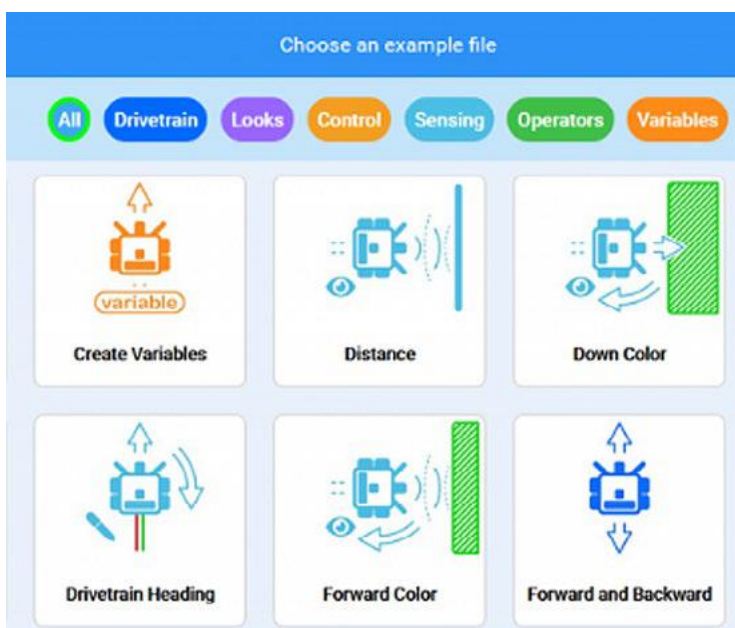 Choose an example file
All Drivetrain Looks Control Sensing Operators Variables
variable
Create Variables Distance Down Color
Drivetrain Heading Forward Color Forward and Backward